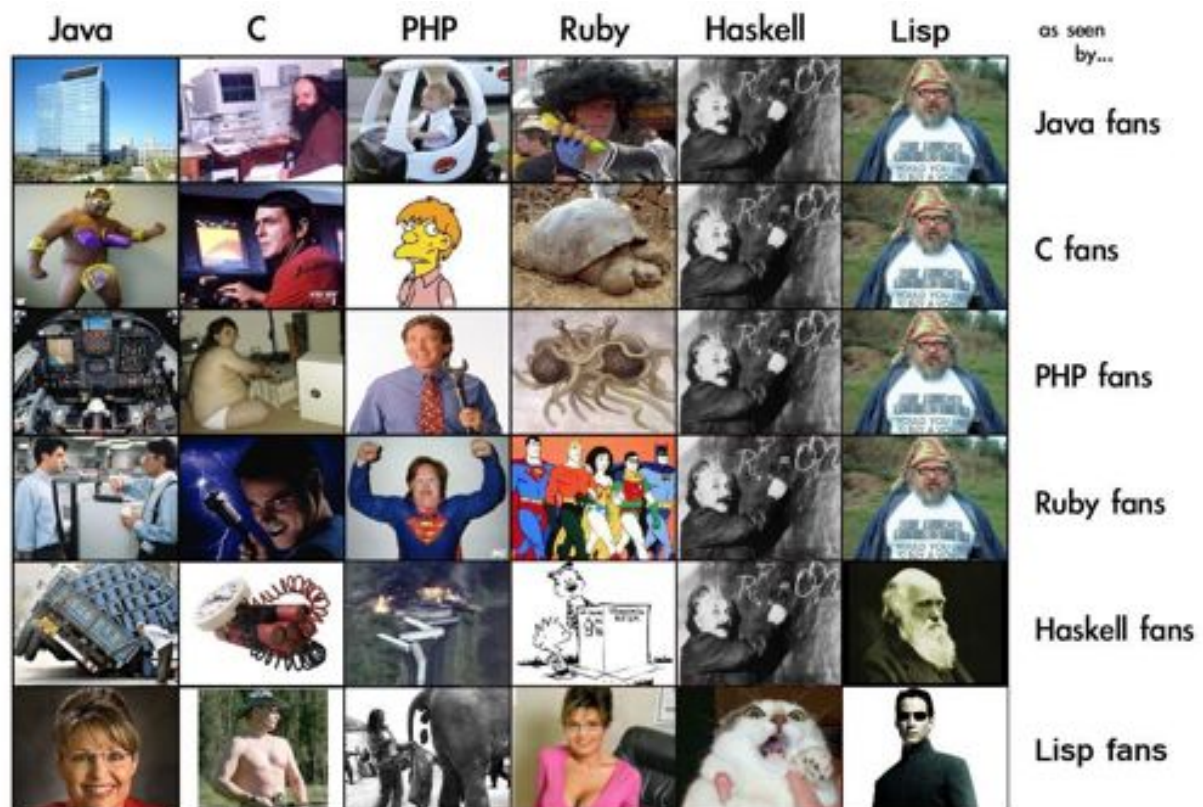 Java C PHP Ruby Haskell Lisp
as seen
by...
Java fans
C fans
PHP fans
Ruby fans
Haskell fans
Lisp fans